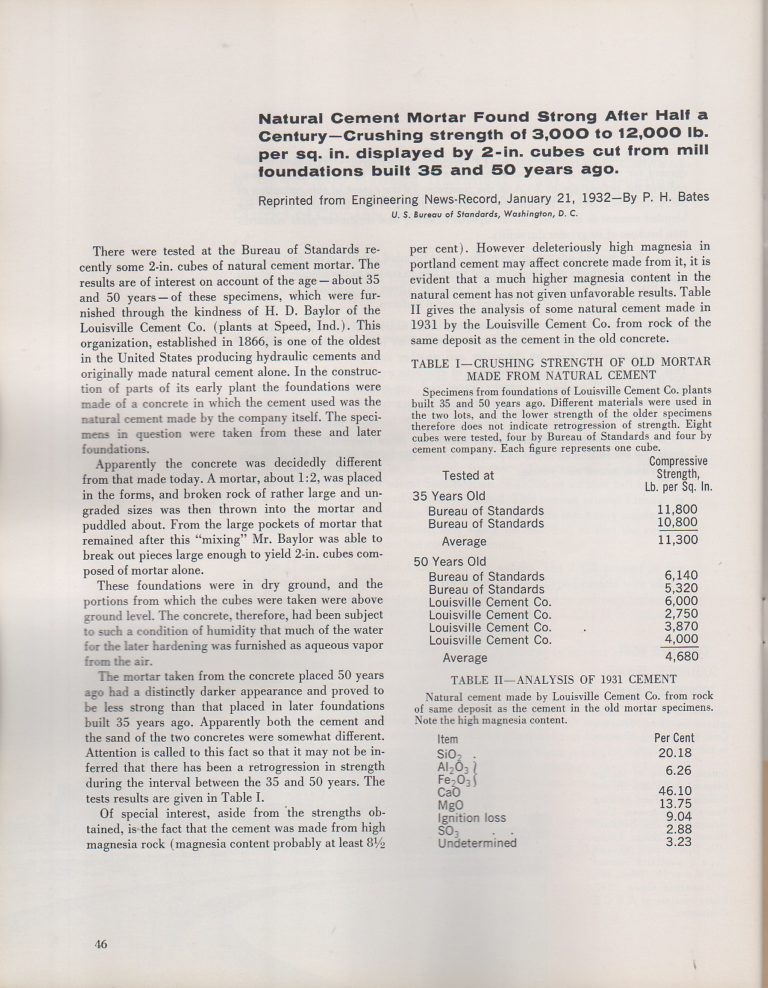 Natural Cement Mortar Found Strong After Half a
Century—Crushing strength of 3,000 to 12,000 lb.
per sq. in. displayed by 2-in. cubes cut from mill
foundations built 35 and 50 years ago.
Reprinted from Engineering News-Record, January 21, 1932—By P. H. Bates
U. S. Bureau of Standards, Washington, D. C.
There were tested at the Bureau of Standards re-
cently some 2-in. cubes of natural cement mortar. The
results are of interest on account of the age—about 35
and 50 years—of these specimens, which were fur-
nished through the kindness of H. D. Baylor of the
Louisville Cement Co. (plants at Speed, Ind.). This
organization, established in 1866, is one of the oldest
in the United States producing hydraulic cements and
originally made natural cement alone. In the construc-
tion of parts of its early plant the foundations were
made of a concrete in which the cement used was the
natural cement made by the company itself. The speci-
mens in question were taken from these and later
foundations.
Apparently the concrete was decidedly different
from that made today. A mortar, about 1:2, was placed
in the forms, and broken rock of rather large and un-
graded sizes was then thrown into the mortar and
puddled about. From the large pockets of mortar that
remained after this “mixing” Mr. Baylor was able to
break out pieces large enough to yield 2-in. cubes com-
posed of mortar alone.
These foundations were in dry ground, and the
portions from which the cubes were taken were above
ground level. The concrete, therefore, had been subject
to such a condition of humidity that much of the water
for the later hardening was furnished as aqueous vapor
from the air.
The mortar taken from the concrete placed 50 years
ago had a distinctly darker appearance and proved to
be less strong than that placed in later foundations
built 35 years ago. Apparently both the cement and
the sand of the two concretes were somewhat different.
Attention is called to this fact so that it may not be in-
ferred that there has been a retrogression in strength
during the interval between the 35 and 50 years. The
tests results are given in Table I.
Of special interest, aside from the strengths ob-
tained, is the fact that the cement was made from high
magnesia rock (magnesia content probably at least 8½
per cent). However deleteriously high magnesia in
portland cement may affect concrete made from it, it is
evident that a much higher magnesia content in the
natural cement has not given unfavorable results. Table
II gives the analysis of some natural cement made in
1931 by the Louisville Cement Co. from rock of the
same deposit as the cement in the old concrete.
TABLE I—CRUSHING STRENGTH OF OLD MORTAR
MADE FROM NATURAL CEMENT
Specimens from foundations of Louisville Cement Co. plants
built 35 and 50 years ago. Different materials were used in
the two lots, and the lower strength of the older specimens
therefore does not indicate retrogression of strength. Eight
cubes were tested, four by Bureau of Standards and four by
cement company. Each figure represents one cube.
Compressive
Tested at Strength,
Lb. per Sq. In.
35 Years Old
Bureau of Standards 11,800
Bureau of Standards 10,800
Average 11,300
50 Years Old
Bureau of Standards 6,140
Bureau of Standards 5,320
Louisville Cement Co. 6,000
Louisville Cement Co. 2,750
Louisville Cement Co. 3,870
Louisville Cement Co. 4,000
Average 4,680
TABLE II—ANALYSIS OF 1931 CEMENT
Natural cement made by Louisville Cement Co. from rock
of same deposit as the cement in the old mortar specimens.
Note the high magnesia content.
Item Per Cent
SiO₂ 20.18
Al₂O₃ } 6.26
Fe₂O₃ }
CaO 46.10
MgO 13.75
Ignition loss 9.04
SO₃ 2.88
Undetermined 3.23
46